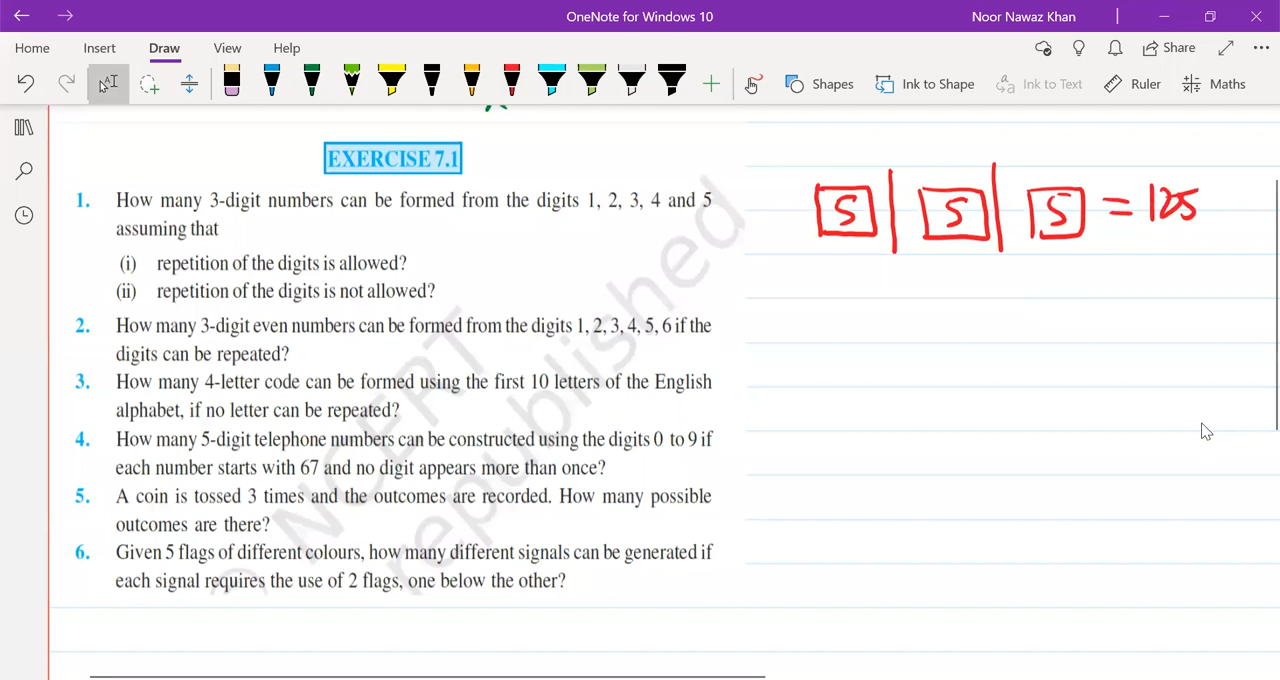 OneNote for Windows 10
Noor Nawaz Khan
Home Insert Draw View Help
Share
Shapes Ink to Shape Ink to Text Ruler Maths
EXERCISE 7.1
1. How many 3-digit numbers can be formed from the digits 1, 2, 3, 4 and 5
assuming that
(i) repetition of the digits is allowed?
(ii) repetition of the digits is not allowed?
2. How many 3-digit even numbers can be formed from the digits 1, 2, 3, 4, 5, 6 if the
digits can be repeated?
3. How many 4-letter code can be formed using the first 10 letters of the English
alphabet, if no letter can be repeated?
4. How many 5-digit telephone numbers can be constructed using the digits 0 to 9 if
each number starts with 67 and no digit appears more than once?
5. A coin is tossed 3 times and the outcomes are recorded. How many possible
outcomes are there?
6. Given 5 flags of different colours, how many different signals can be generated if
each signal requires the use of 2 flags, one below the other?
© NCERT
republished
5 | 5 | 5 = 125